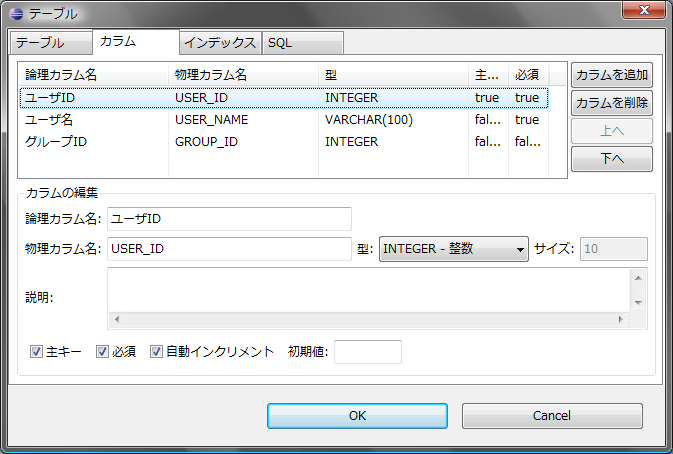 テーブル
テーブル カラム インデックス SQL
論理カラム名 物理カラム名 型 主... 必須
ユーザID USER_ID INTEGER true true
ユーザ名 USER_NAME VARCHAR(100) fal... true
グループID GROUP_ID INTEGER fal... fal...
カラムを追加
カラムを削除
上へ
下へ
カラムの編集
論理カラム名: ユーザID
物理カラム名: USER_ID 型: INTEGER - 整数 サイズ: 10
説明:
主キー 必須 自動インクリメント 初期値:
OK Cancel